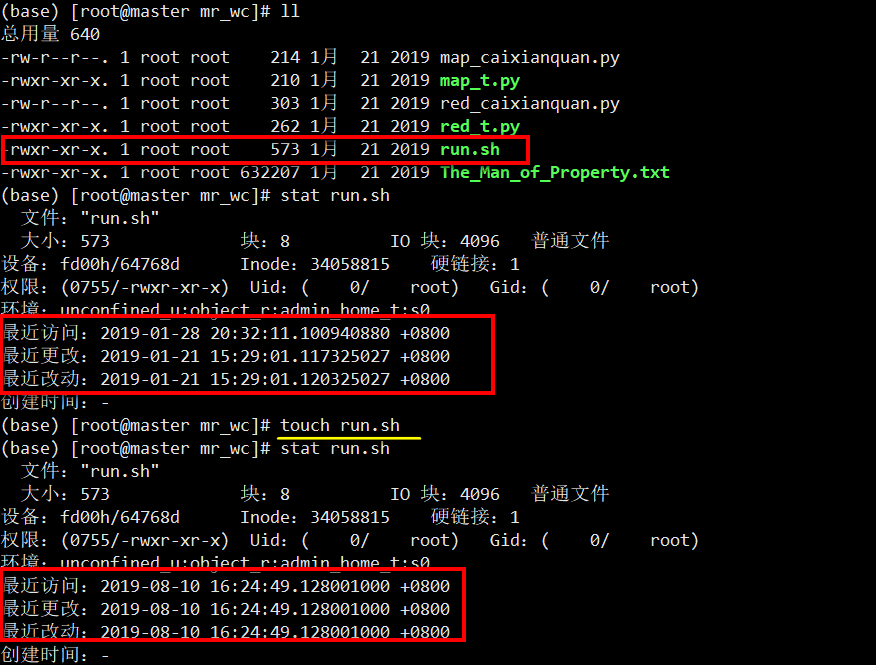 (base) [root@master mr_wc]# ll
总用量 640
-rw-r--r--. 1 root root    214 1月  21 2019 map_caixianquan.py
-rwxr-xr-x. 1 root root    210 1月  21 2019 map_t.py
-rw-r--r--. 1 root root    303 1月  21 2019 red_caixianquan.py
-rwxr-xr-x. 1 root root    262 1月  21 2019 red_t.py
-rwxr-xr-x. 1 root root    573 1月  21 2019 run.sh
-rwxr-xr-x. 1 root root 632207 1月  21 2019 The_Man_of_Property.txt
(base) [root@master mr_wc]# stat run.sh
  文件："run.sh"
  大小：573             块：8          IO 块：4096   普通文件
设备：fd00h/64768d      Inode：34058815    硬链接：1
权限：(0755/-rwxr-xr-x)  Uid：(    0/    root)   Gid：(    0/    root)
环境：unconfined_u:object_r:admin_home_t:s0
最近访问：2019-01-28 20:32:11.100940880 +0800
最近更改：2019-01-21 15:29:01.117325027 +0800
最近改动：2019-01-21 15:29:01.120325027 +0800
创建时间：-
(base) [root@master mr_wc]# touch run.sh
(base) [root@master mr_wc]# stat run.sh
  文件："run.sh"
  大小：573             块：8          IO 块：4096   普通文件
设备：fd00h/64768d      Inode：34058815    硬链接：1
权限：(0755/-rwxr-xr-x)  Uid：(    0/    root)   Gid：(    0/    root)
环境：unconfined_u:object_r:admin_home_t:s0
最近访问：2019-08-10 16:24:49.128001000 +0800
最近更改：2019-08-10 16:24:49.128001000 +0800
最近改动：2019-08-10 16:24:49.128001000 +0800
创建时间：-